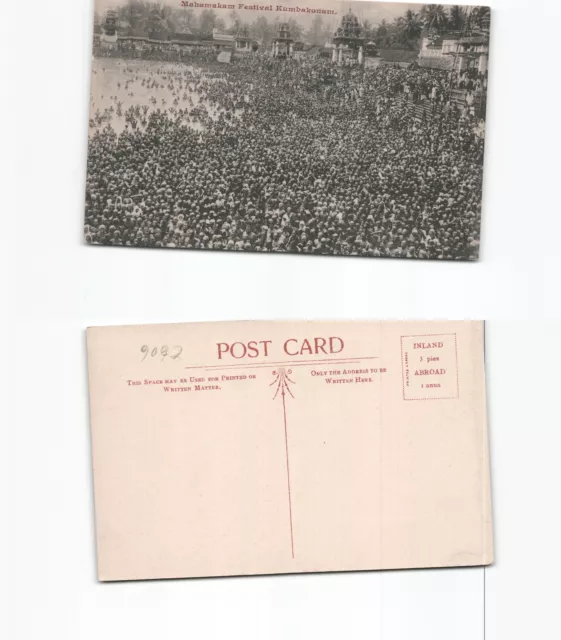 Mahamakam Festival Kumbakonam.
9092
POST CARD
THIS SPACE MAY BE USED FOR PRINTED OR
WRITTEN MATTER.
ONLY THE ADDRESS TO BE
WRITTEN HERE.
INLAND
3 pies
ABROAD
1 anna